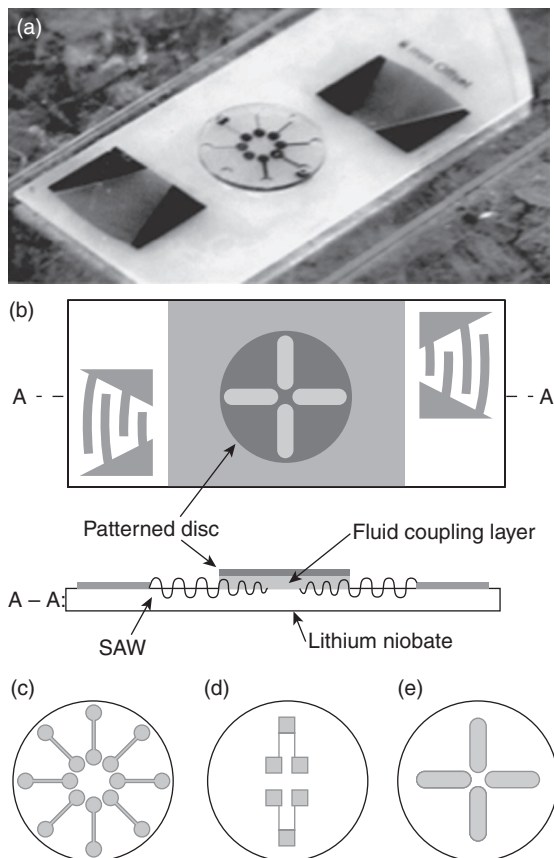 (a)
6 mm Offset
(b)
A
A
Patterned disc
Fluid coupling layer
A – A:
SAW
Lithium niobate
(c)
(d)
(e)